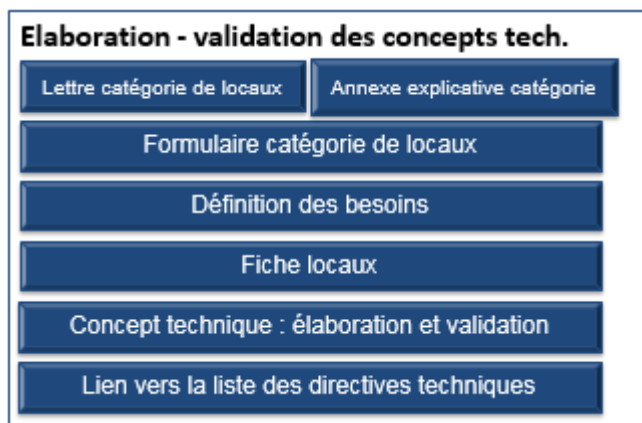 Elaboration - validation des concepts tech.
Lettre catégorie de locaux Annexe explicative catégorie
Formulaire catégorie de locaux
Définition des besoins
Fiche locaux
Concept technique : élaboration et validation
Lien vers la liste des directives techniques